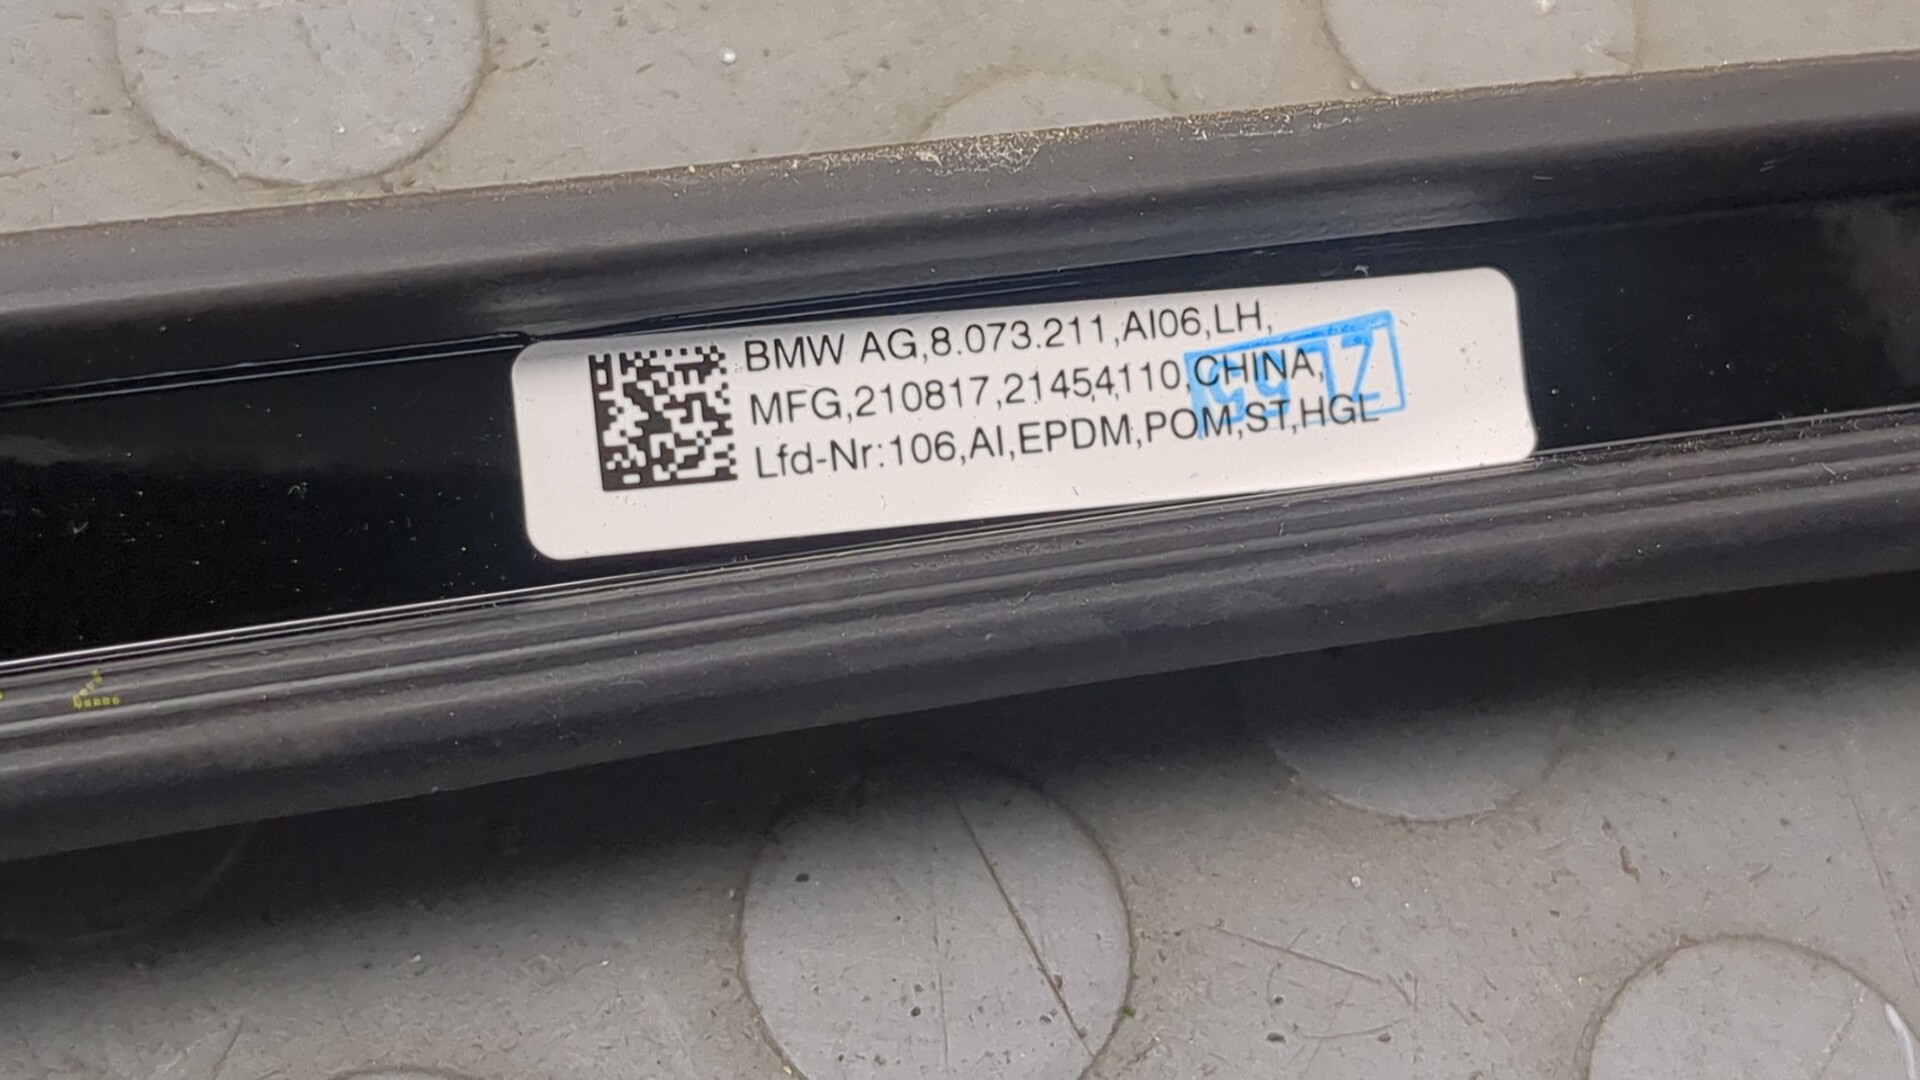 BMW AG,8.073.211,AI06,LH,
MFG,210817,21454110,CHINA,
Lfd-Nr:106,AI,EPDM,POM,ST,HGL